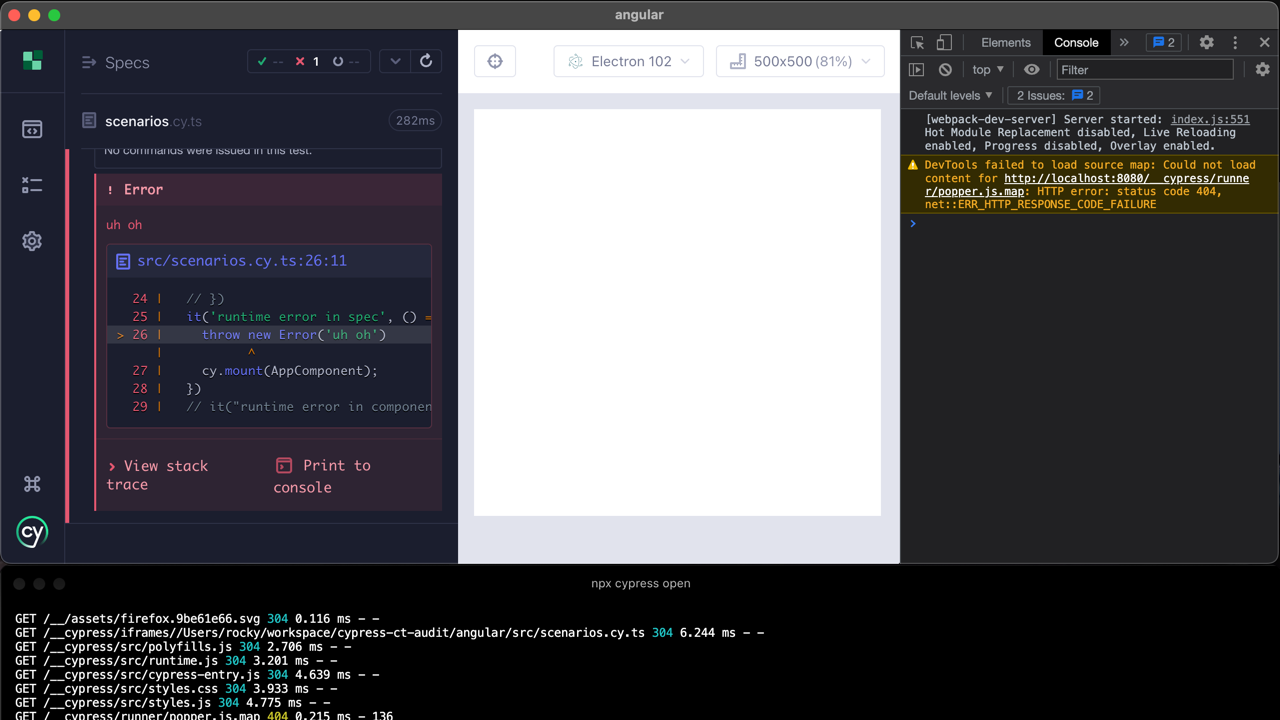 angular
Specs
-- 1 --
Electron 102
500x500 (81%)
Elements
Console
2
top
Filter
Default levels
2 Issues: 2
scenarios.cy.ts
282ms
No commands were issued in this test.
! Error
uh oh
src/scenarios.cy.ts:26:11
24 | // })
25 | it('runtime error in spec', () =
> 26 | throw new Error('uh oh')
| ^
27 | cy.mount(AppComponent);
28 | })
29 | // it("runtime error in componen
> View stack
trace
Print to
console
cy
[webpack-dev-server] Server started: index.js:551
Hot Module Replacement disabled, Live Reloading
enabled, Progress disabled, Overlay enabled.
DevTools failed to load source map: Could not load
content for http://localhost:8080/__cypress/runne
r/popper.js.map: HTTP error: status code 404,
net::ERR_HTTP_RESPONSE_CODE_FAILURE
>
npx cypress open
GET /__/assets/firefox.9be61e66.svg 304 0.116 ms - -
GET /__cypress/iframes//Users/rocky/workspace/cypress-ct-audit/angular/src/scenarios.cy.ts 304 6.244 ms - -
GET /__cypress/src/polyfills.js 304 2.706 ms - -
GET /__cypress/src/runtime.js 304 3.201 ms - -
GET /__cypress/src/cypress-entry.js 304 4.639 ms - -
GET /__cypress/src/styles.css 304 3.933 ms - -
GET /__cypress/src/styles.js 304 4.775 ms - -
GET /__cypress/runner/popper.js.map 404 0.215 ms - 136